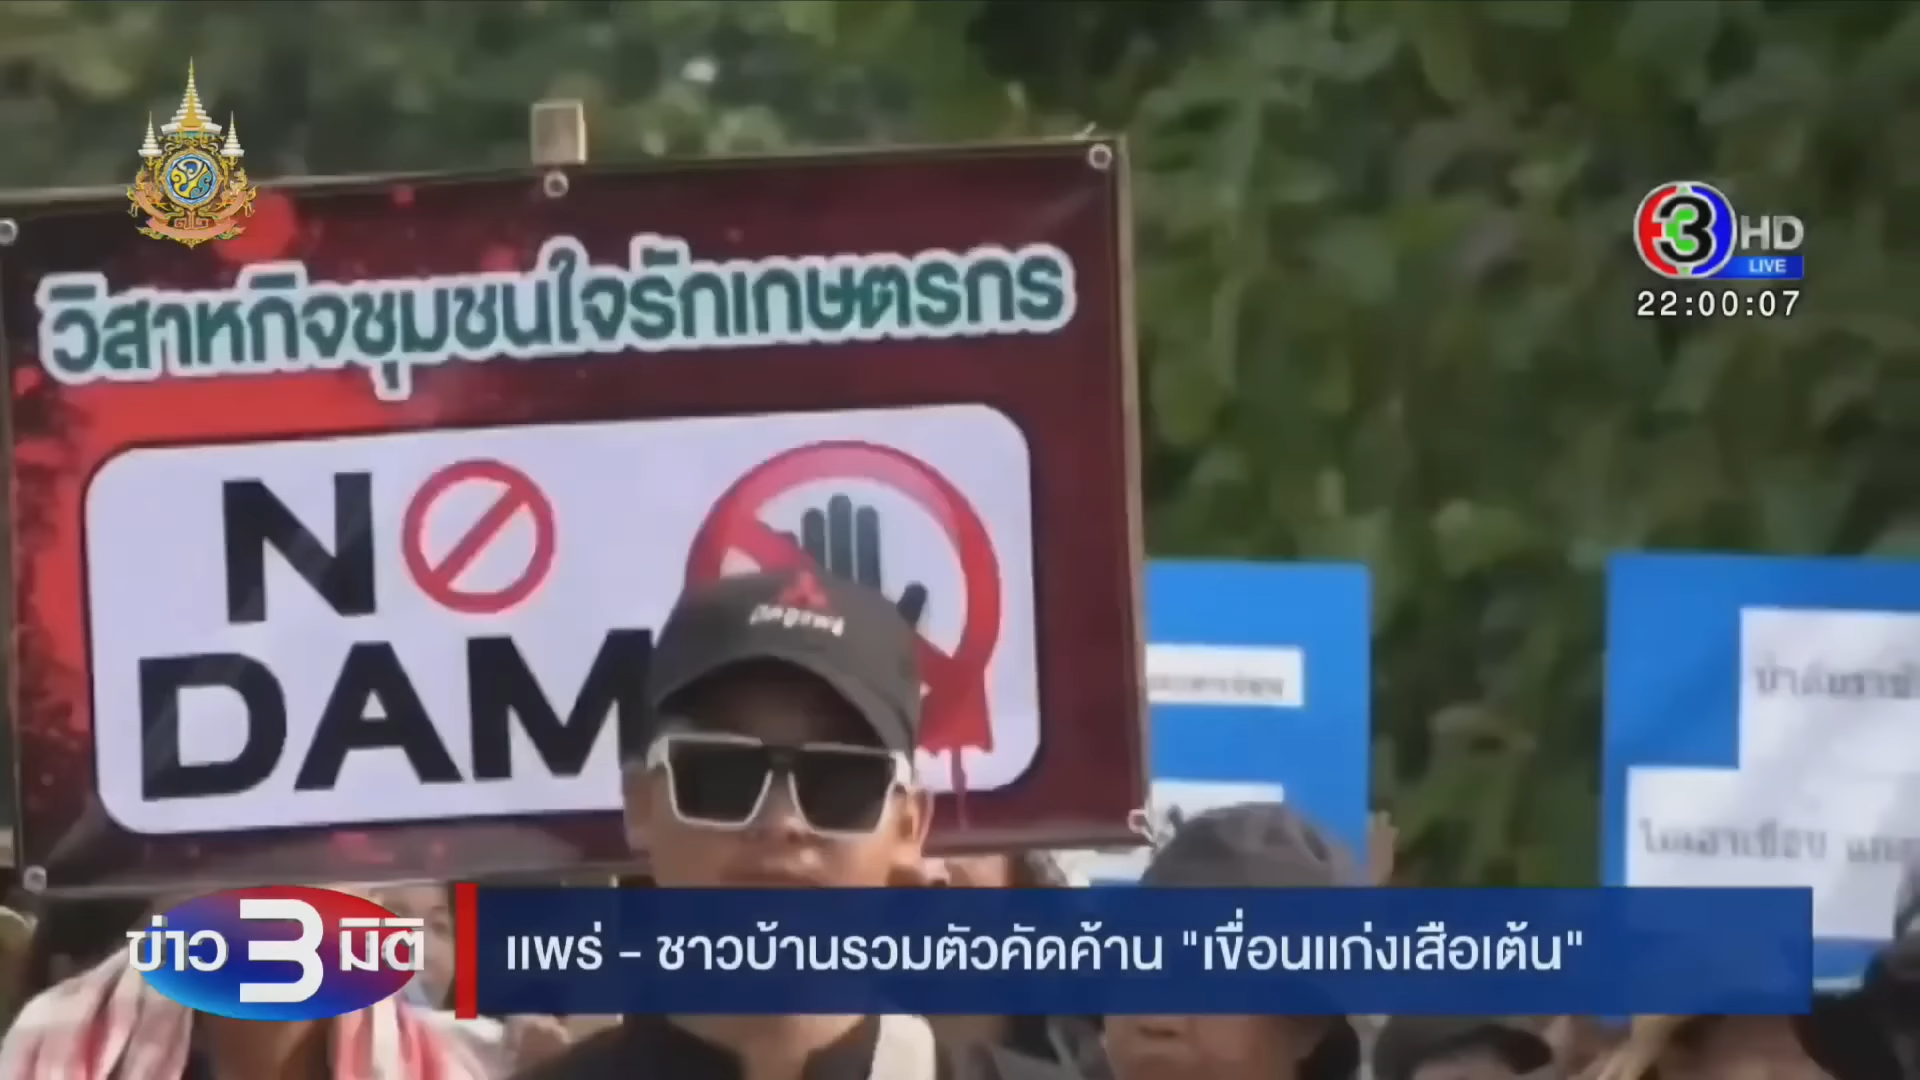 วิสาหกิจชุมชนใจรักเกษตรกร
3 HD
LIVE
22:00:07
NO
DAM
ข่าว 3 มิติ
แพร่ - ชาวบ้านรวมตัวคัดค้าน "เขื่อนแก่งเสือเต้น"